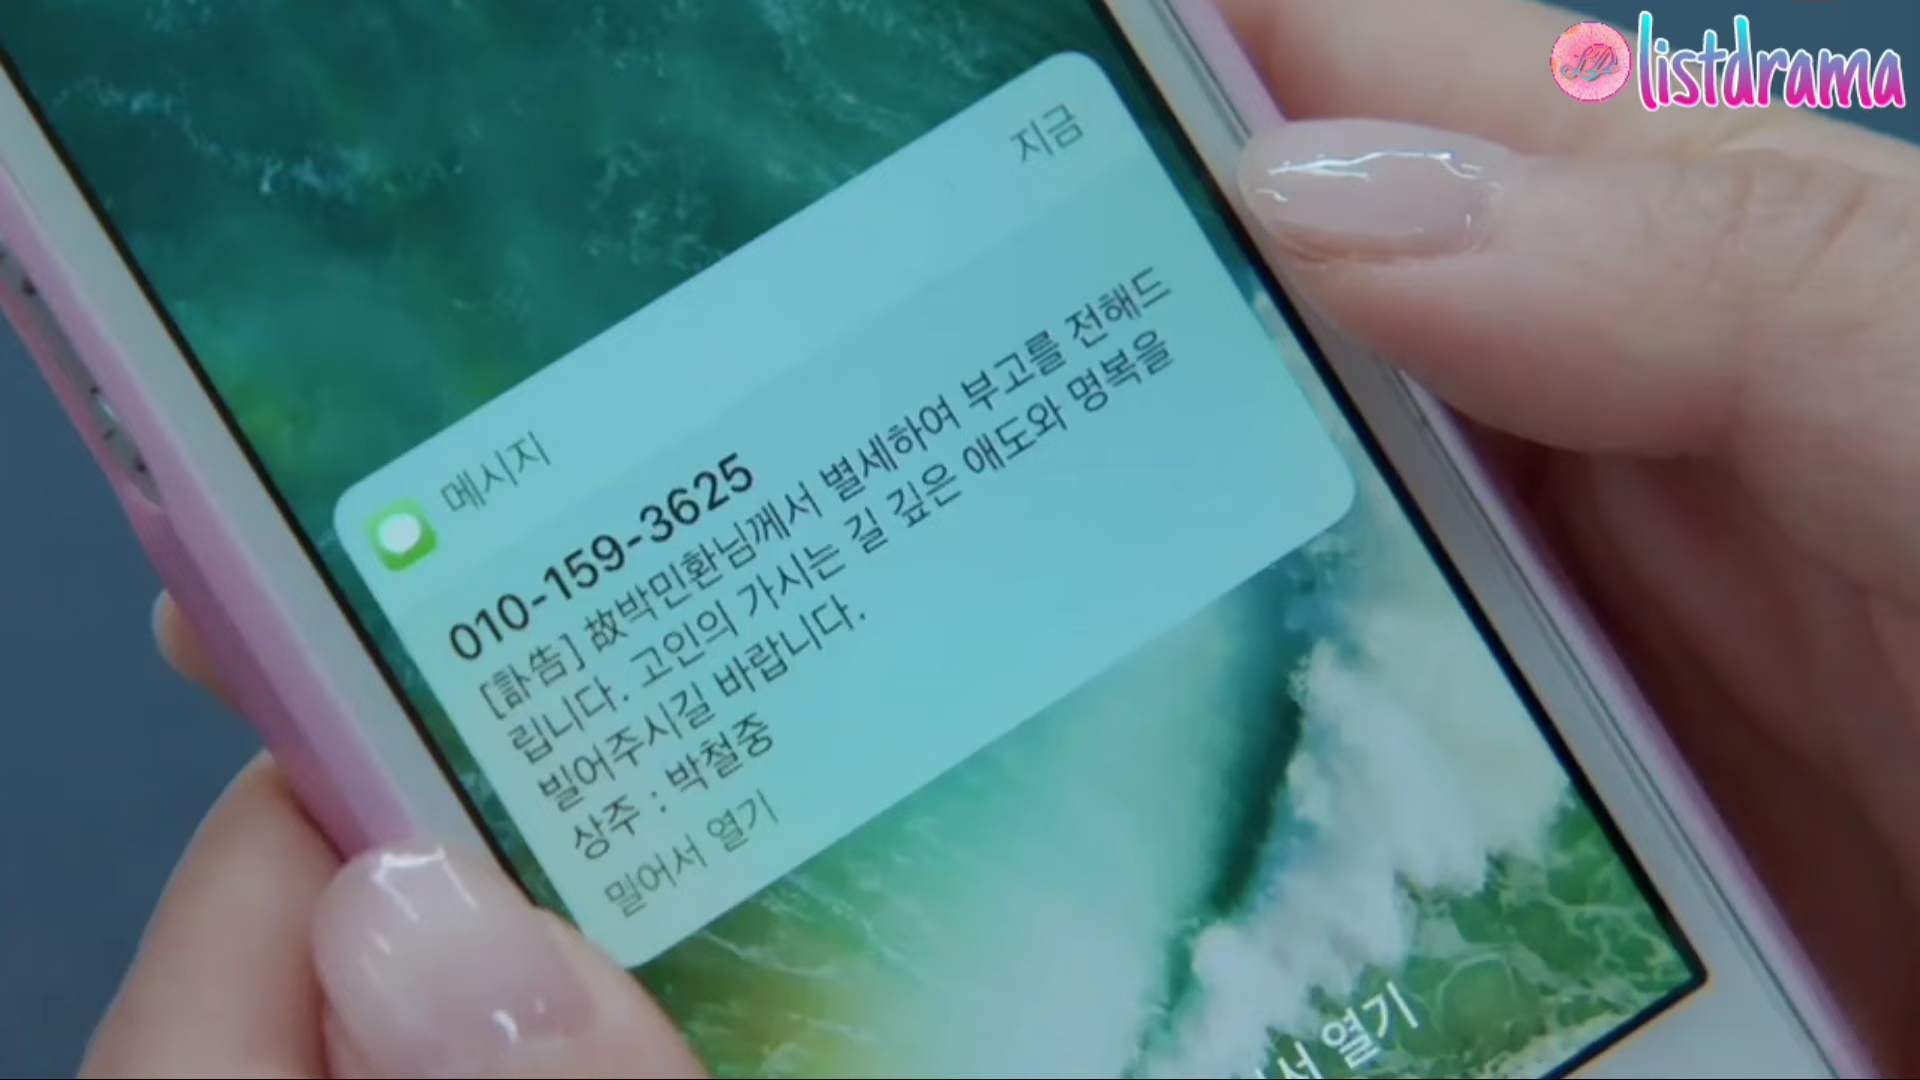 listdrama
지금
메시지
010-159-3625
[訃告] 故박민환님께서 별세하여 부고를 전해드
립니다. 고인의 가시는 길 깊은 애도와 명복을
빌어주시길 바랍니다.
상주 : 박철중
밀어서 열기
서 열기